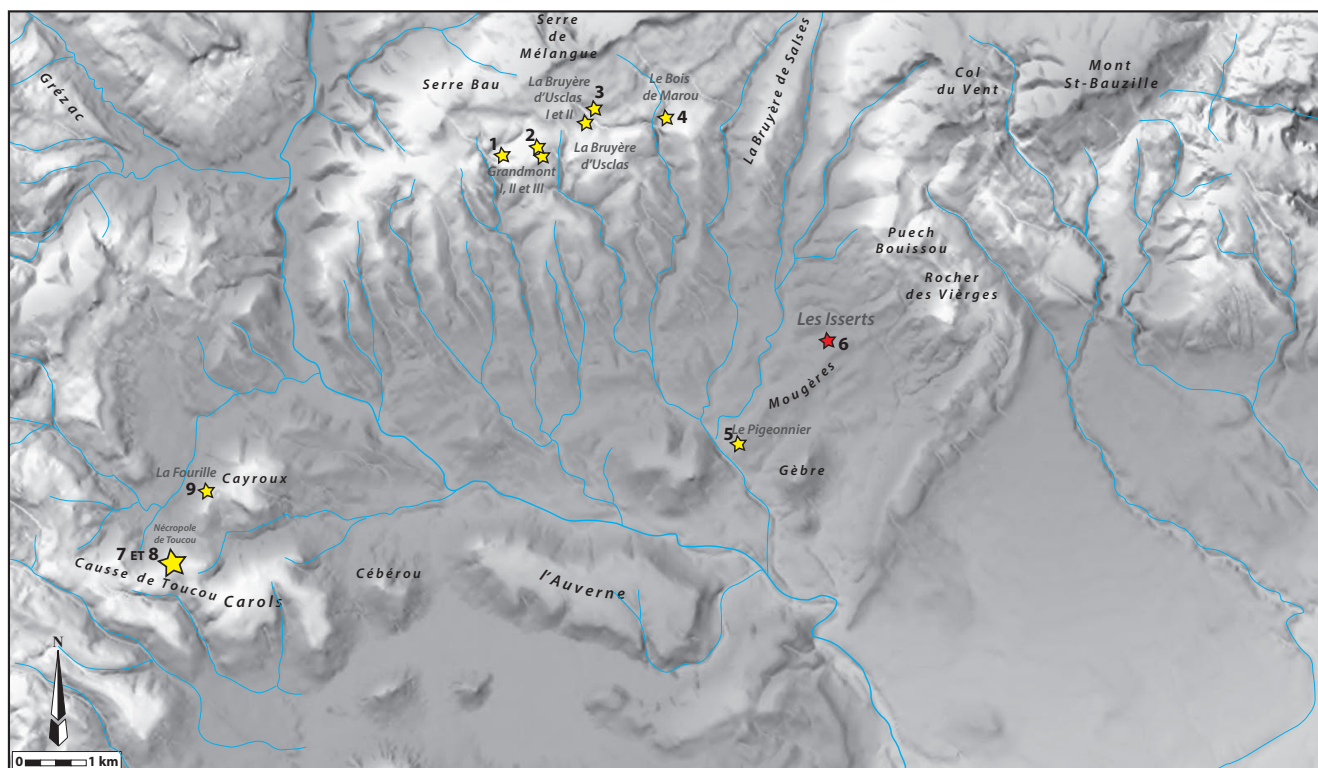 Serre
de
Mélangue
Grézac
Serre Bau
La Bruyère
d'Usclas
I et II
3
Le Bois
de Marou
4
La Bruyère de Salses
Col
du Vent
Mont
St-Bauzille
1
2
Grandmont
I, II et III
La Bruyère
d'Usclas
Puech
Bouissou
Rocher
des Vièrges
Les Isserts
6
Mougères
5
Le Pigeonnier
Gèbre
La Fourille
9
Cayroux
Nécropole
de Toucou
7 ET 8
Causse de Toucou
Carols
Cébérou
l'Auverne
N
0
1 km